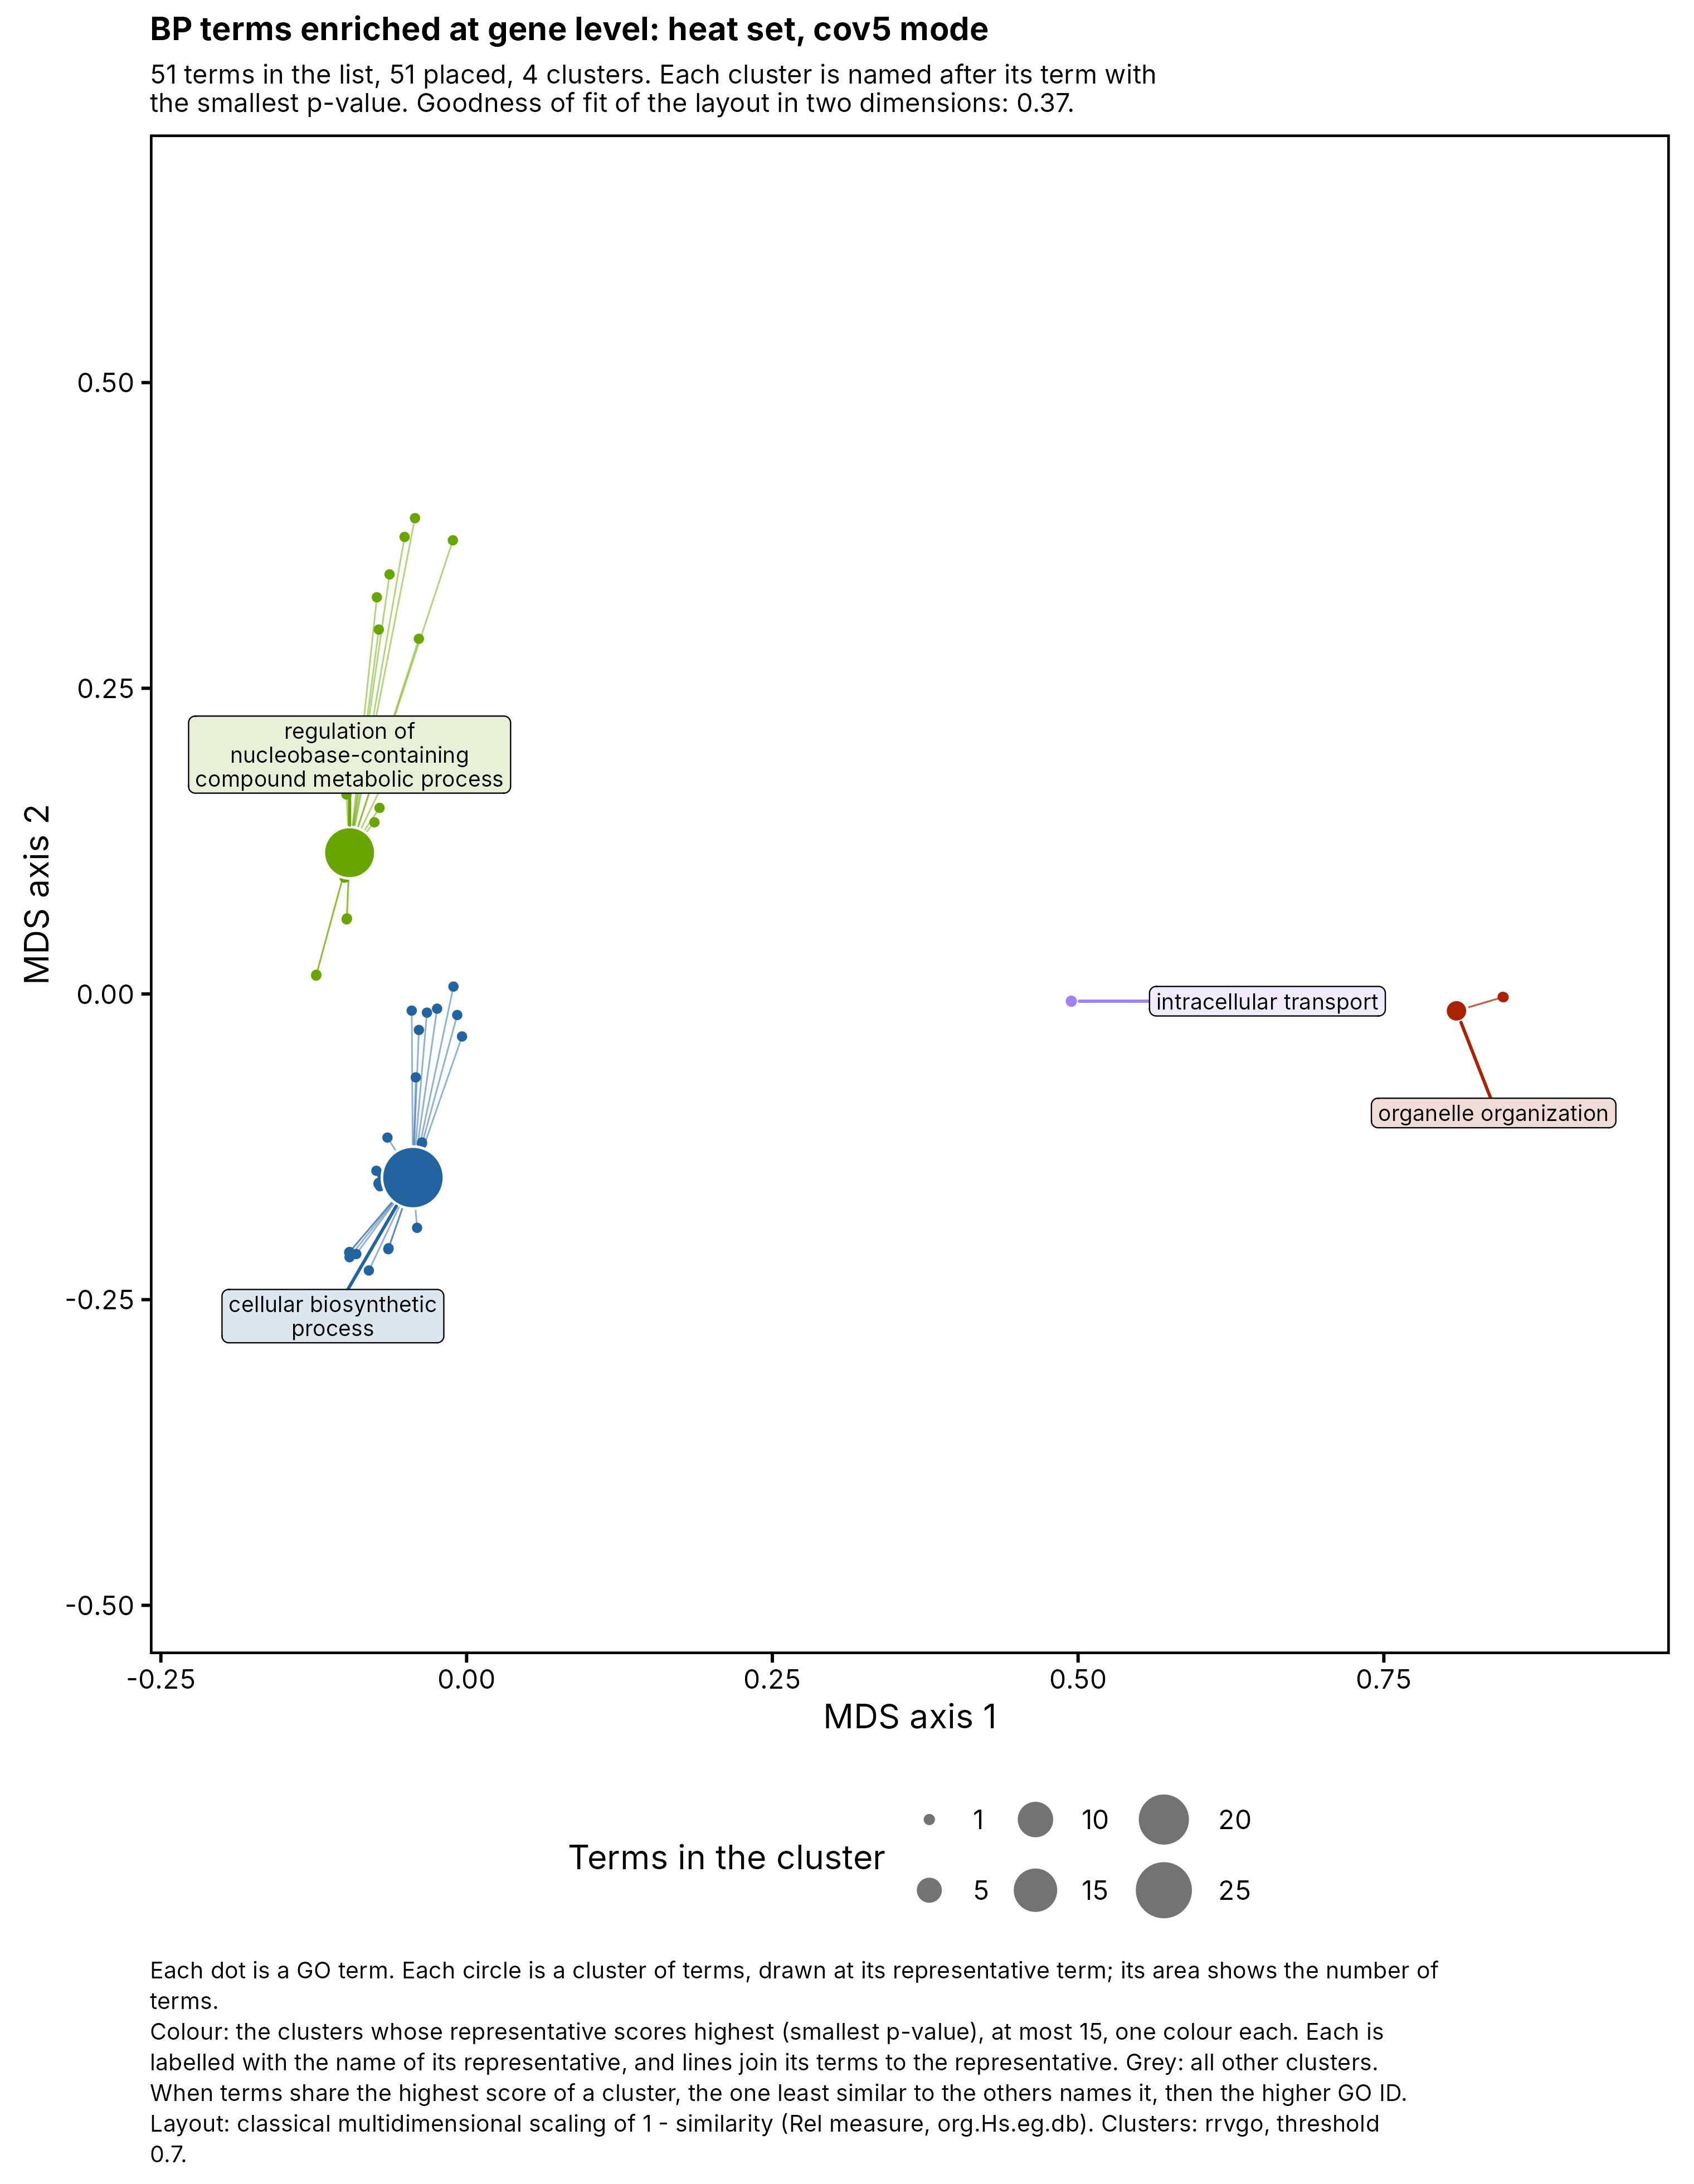 BP terms enriched at gene level: heat set, cov5 mode
51 terms in the list, 51 placed, 4 clusters. Each cluster is named after its term with
the smallest p-value. Goodness of fit of the layout in two dimensions: 0.37.
MDS axis 2
0.50
0.25
0.00
-0.25
-0.50
regulation of
nucleobase-containing
compound metabolic process
intracellular transport
organelle organization
cellular biosynthetic
process
-0.25
0.00
0.25
0.50
0.75
MDS axis 1
Terms in the cluster
1
10
20
5
15
25
Each dot is a GO term. Each circle is a cluster of terms, drawn at its representative term; its area shows the number of
terms.
Colour: the clusters whose representative scores highest (smallest p-value), at most 15, one colour each. Each is
labelled with the name of its representative, and lines join its terms to the representative. Grey: all other clusters.
When terms share the highest score of a cluster, the one least similar to the others names it, then the higher GO ID.
Layout: classical multidimensional scaling of 1 - similarity (Rel measure, org.Hs.eg.db). Clusters: rrvgo, threshold
0.7.